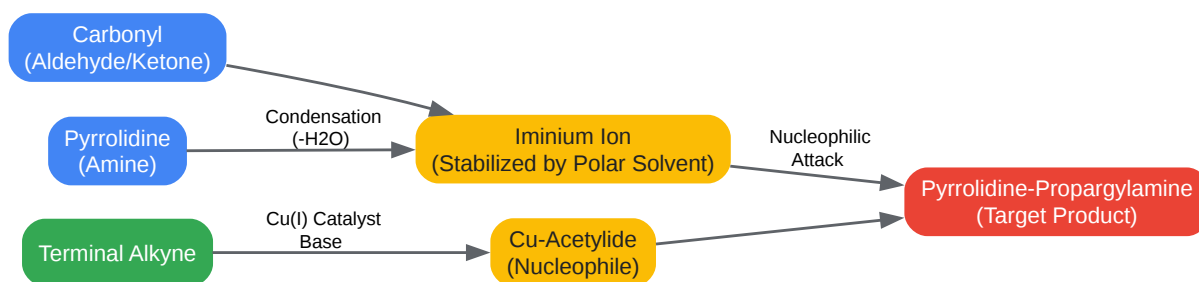 Carbonyl
(Aldehyde/Ketone)
Pyrrolidine
(Amine)
Condensation
(-H2O)
Iminium Ion
(Stabilized by Polar Solvent)
Nucleophilic
Attack
Pyrrolidine-Propargylamine
(Target Product)
Terminal Alkyne
Cu(I) Catalyst
Base
Cu-Acetylide
(Nucleophile)